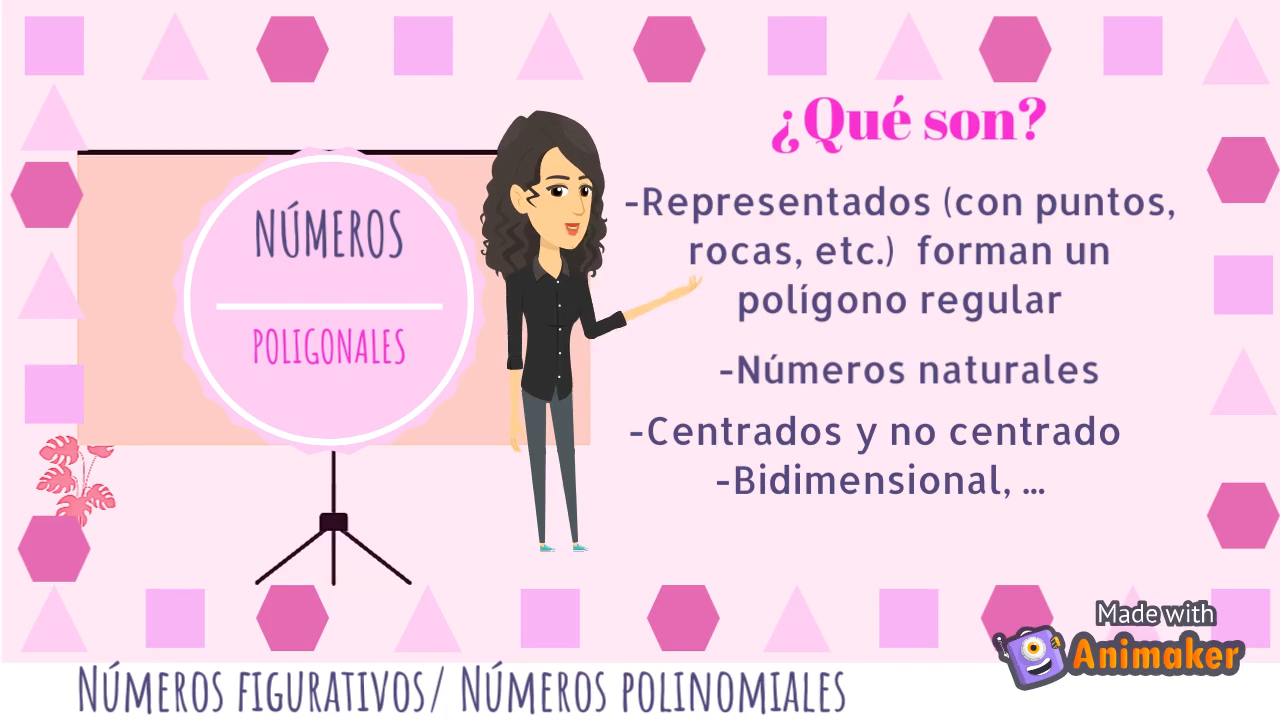 ¿Qué son?
NÚMEROS
POLIGONALES
-Representados (con puntos,
rocas, etc.) forman un
polígono regular
-Números naturales
-Centrados y no centrado
-Bidimensional, ...
Made with
Animaker
NÚMEROS FIGURATIVOS/ NÚMEROS POLINOMIALES